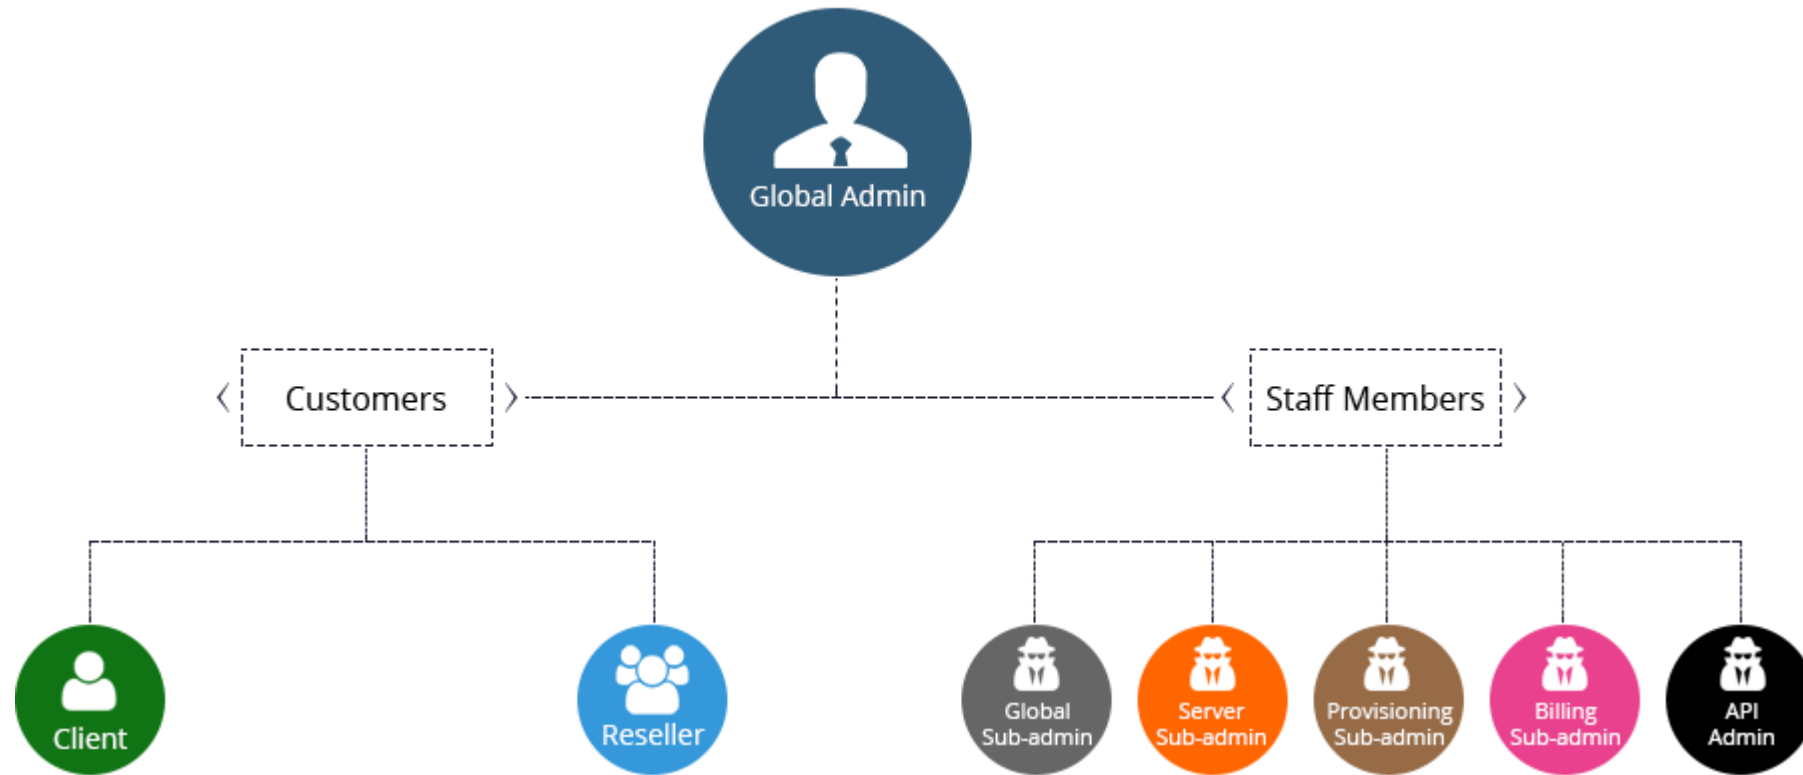 Global Admin
Customers
Staff Members
Client
Reseller
Global
Sub-admin
Server
Sub-admin
Provisioning
Sub-admin
Billing
Sub-admin
API
Admin